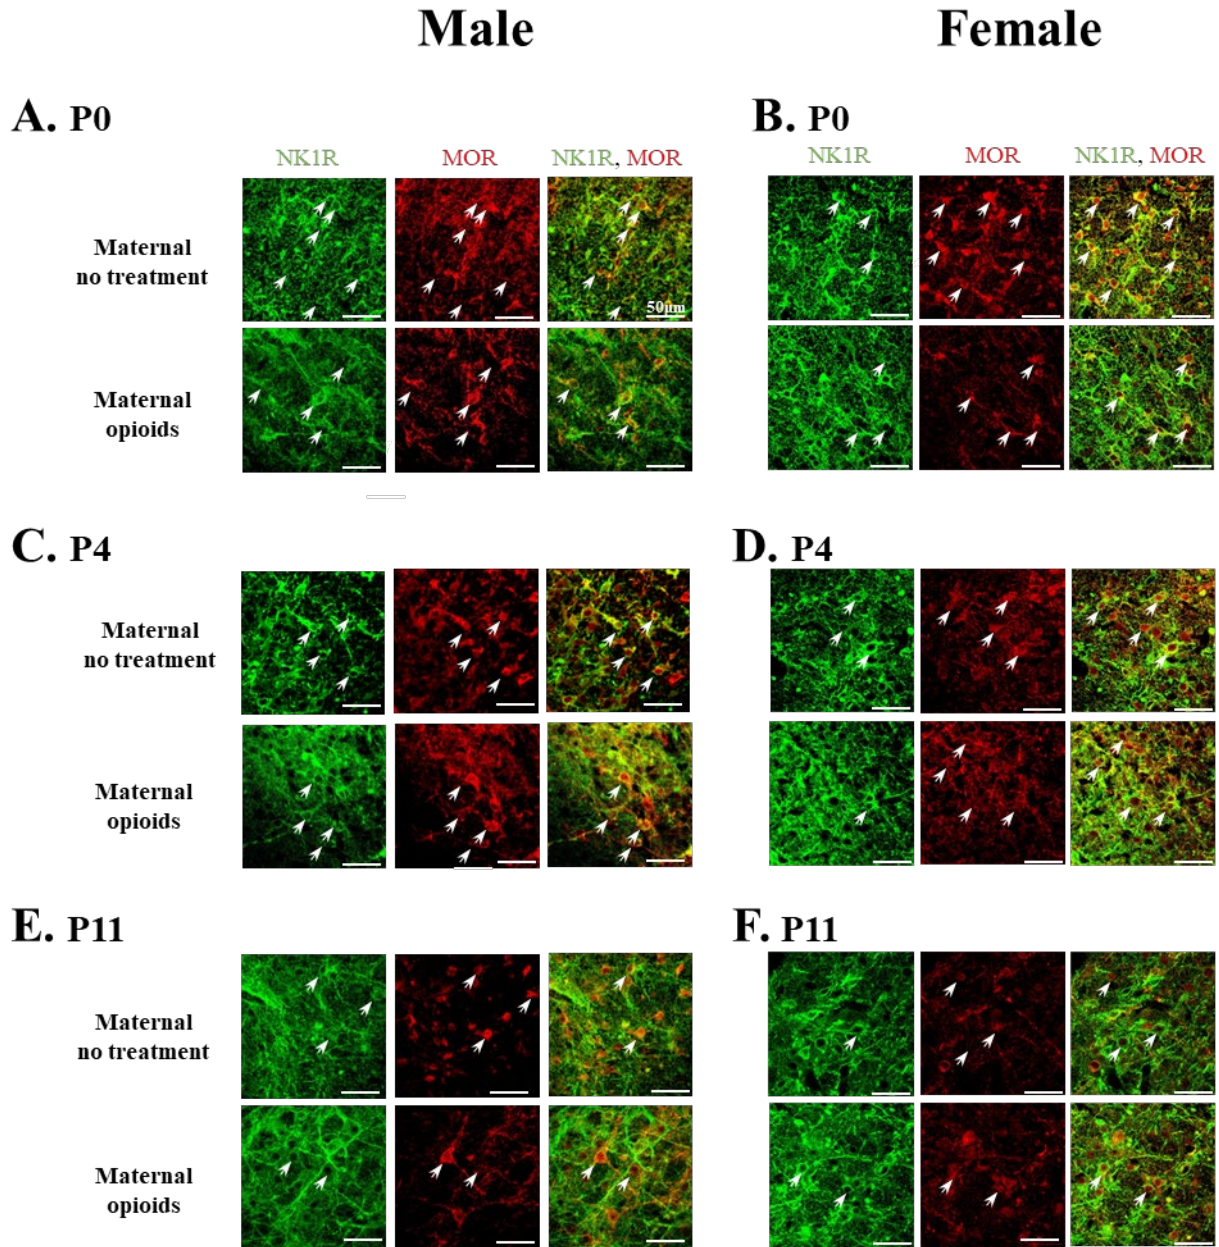 Male
Female
A. P0
B. P0
NK1R
MOR
NK1R, MOR
NK1R
MOR
NK1R, MOR
Maternal
no treatment
50μm
Maternal
opioids
C. P4
D. P4
Maternal
no treatment
Maternal
opioids
E. P11
F. P11
Maternal
no treatment
Maternal
opioids